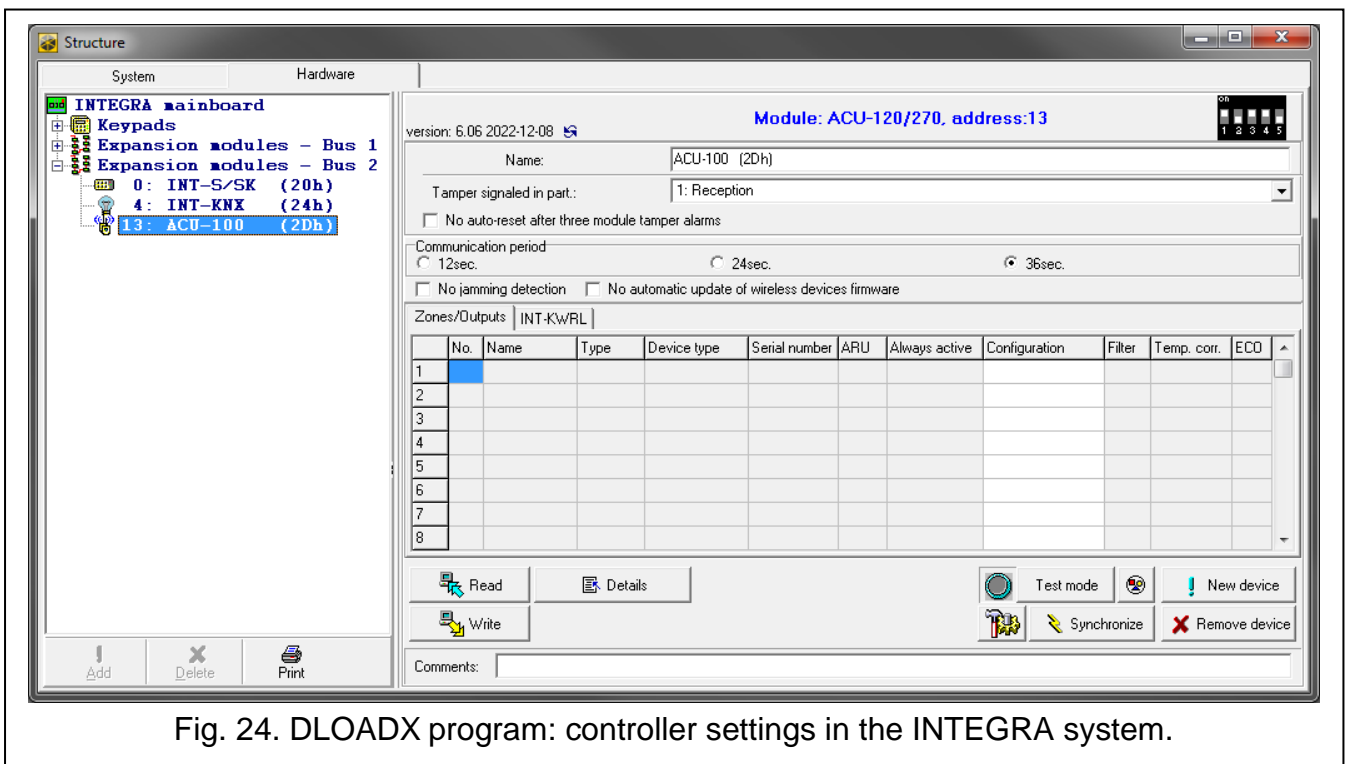 Structure
System Hardware
INTEGRA mainboard
Keypads
Expansion modules - Bus 1
Expansion modules - Bus 2
0: INT-S/SK (20h)
4: INT-KNX (24h)
13: ACU-100 (2Dh)
Add Delete Print
version: 6.06 2022-12-08 Module: ACU-120/270, address:13
on
1 2 3 4 5
Name: ACU-100 (2Dh)
Tamper signaled in part.: 1: Reception
No auto-reset after three module tamper alarms
Communication period
12sec. 24sec. 36sec.
No jamming detection No automatic update of wireless devices firmware
Zones/Outputs INT-KWRL
No. Name Type Device type Serial number ARU Always active Configuration Filter Temp. corr. ECO
1
2
3
4
5
6
7
8
Read Details Test mode New device
Write Synchronize Remove device
Comments:
Fig. 24. DLOADX program: controller settings in the INTEGRA system.